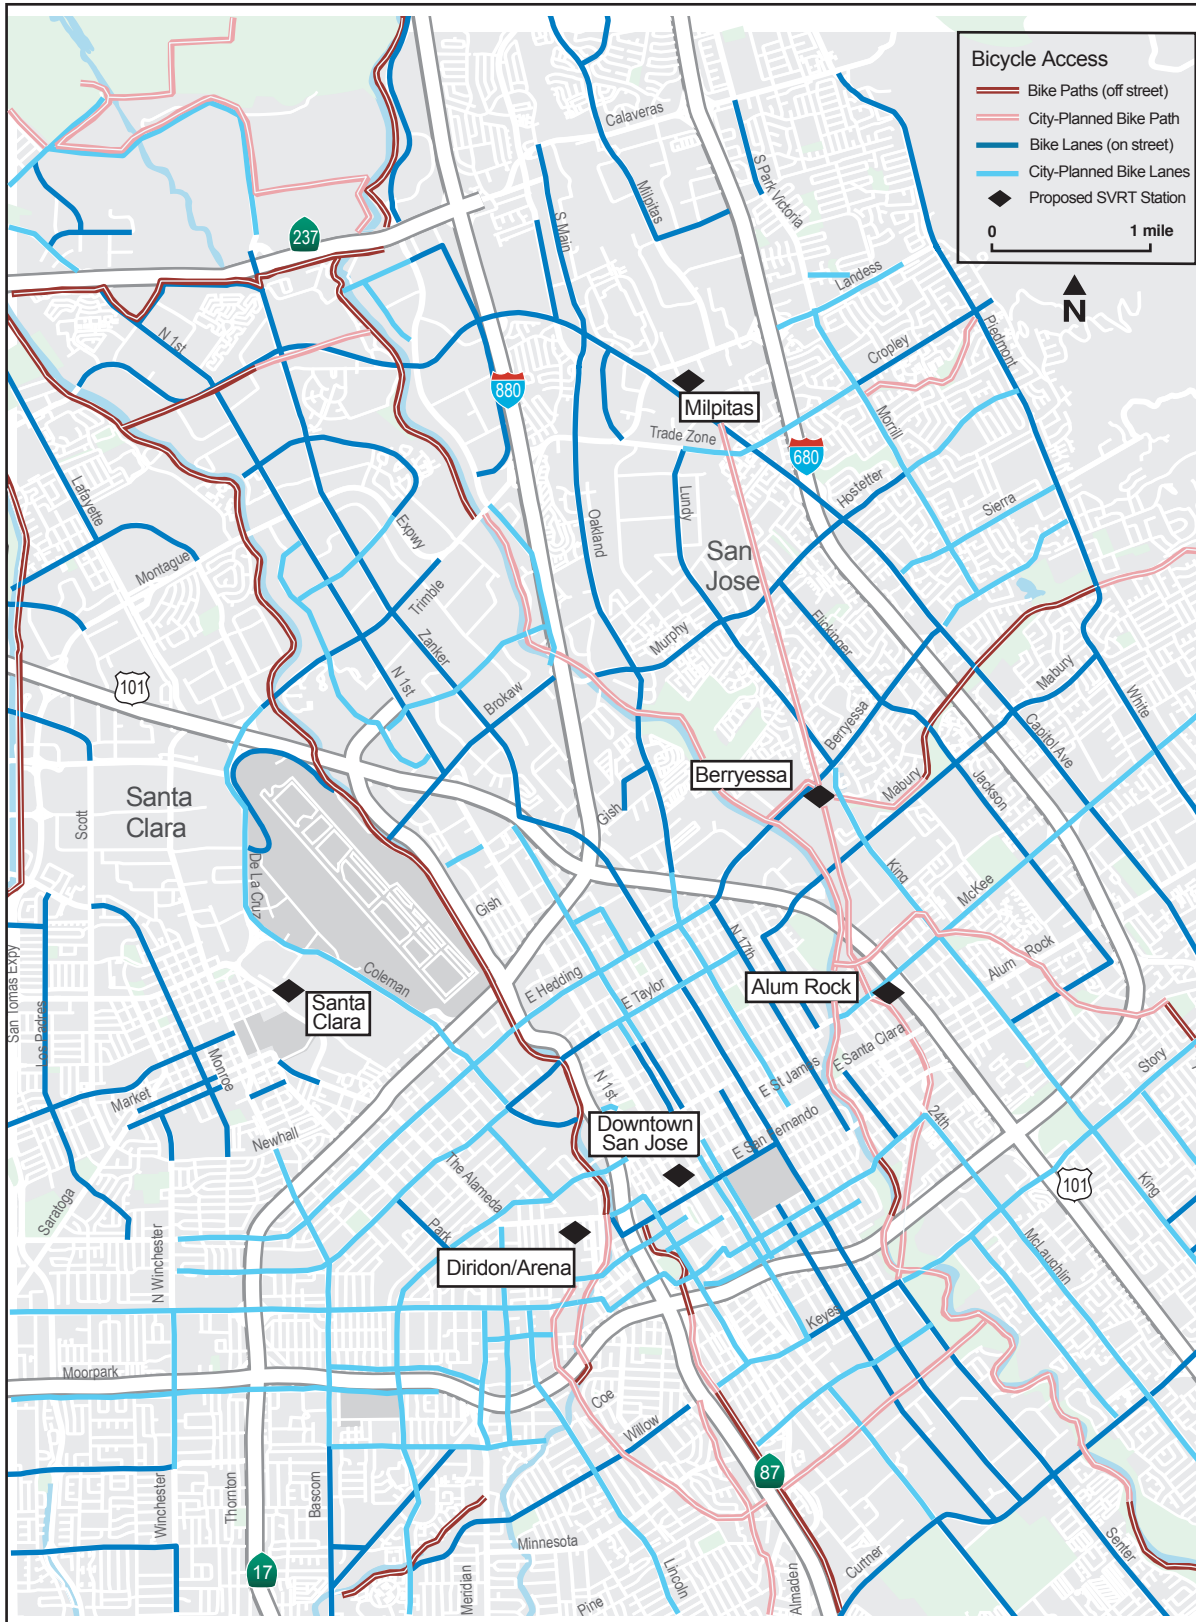 Bicycle Access
Bike Paths (off street)
City-Planned Bike Path
Bike Lanes (on street)
City-Planned Bike Lanes
Proposed SVRT Station
0
1 mile
N
Calaveras
S Park Victoria
Milpitas
S Main
237
Landess
Piedmont
N 1st
Cropley
880
Milpitas
Morrill
Trade Zone
680
Hostetter
Lafayette
Lundy
Sierra
Oakland
Expwy
San
Jose
Montague
Trimble
Flickinger
Murphy
Zanker
N 1st
101
Mabury
White
Brokaw
Berryessa
Capitol Ave
Berryessa
Jackson
Mabury
Santa
Clara
Scott
Gish
De La Cruz
King
McKee
Gish
N 17th
Alum Rock
San Tomas Expy
Coleman
E Hedding
E Taylor
Alum Rock
Santa
Clara
Los Padres
Monroe
E Santa Clara
Story
E St James
N 1st
Market
Downtown
San Jose
E San Fernando
24th
Newhall
The Alameda
King
101
Saratoga
Park
N Winchester
McLaughlin
Diridon/Arena
Keyes
Moorpark
Coe
Willow
87
Winchester
Thornton
Bascom
Minnesota
Senter
Curtner
17
Meridian
Pine
Lincoln
Almaden